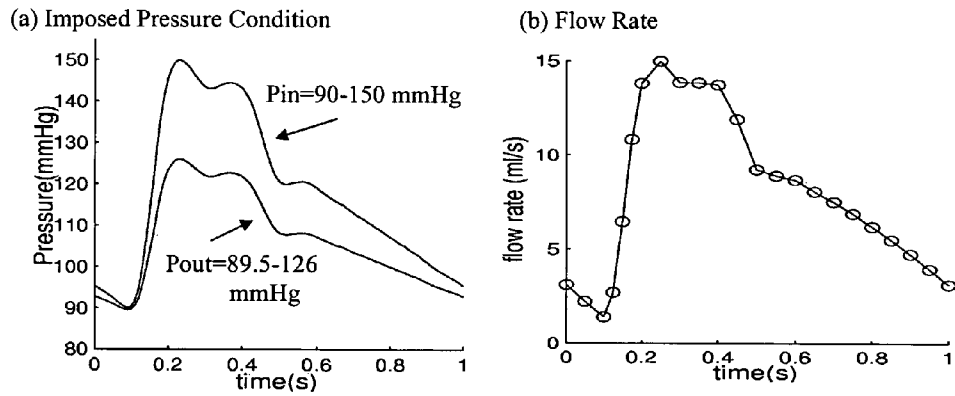 (a) Imposed Pressure Condition
150
140
130
120
110
100
90
80
Pressure(mmHg)
Pin=90-150 mmHg
Pout=89.5-126
mmHg
0
0.2
0.4
0.6
0.8
1
time(s)
(b) Flow Rate
15
10
5
0
flow rate (ml/s)
0
0.2
0.4
0.6
0.8
1
time(s)